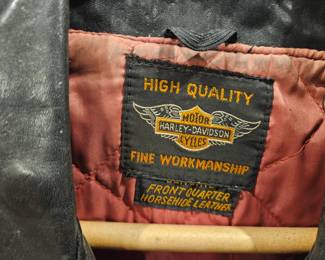 HIGH QUALITY
MOTOR
HARLEY-DAVIDSON
CYCLES
FINE WORKMANSHIP
FRONT QUARTER
HORSEHIDE LEATHER